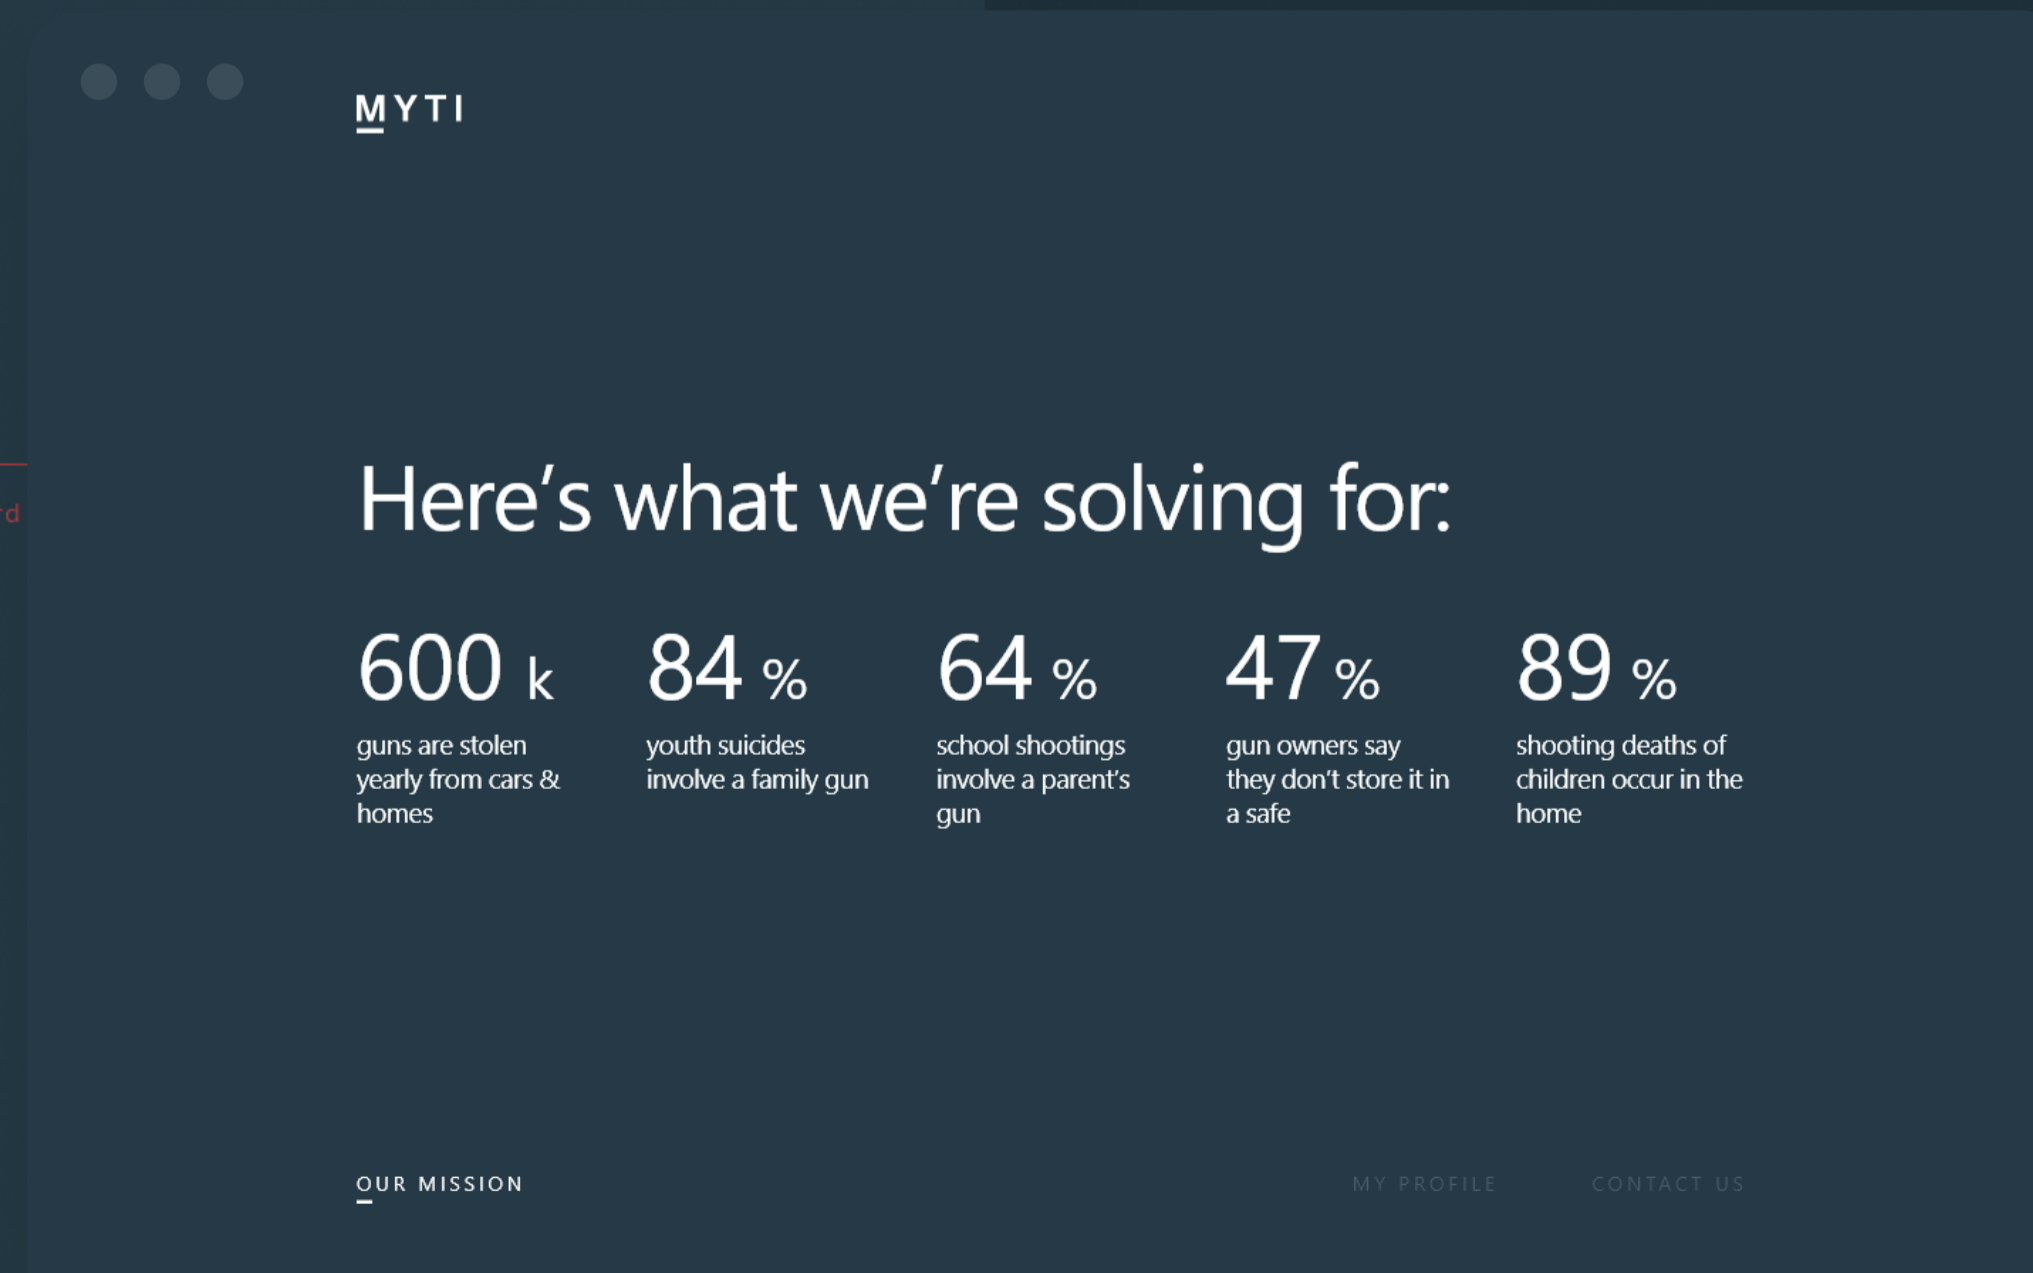 MYTI
rd
Here’s what we’re solving for:
600 k
guns are stolen
yearly from cars &
homes
84 %
youth suicides
involve a family gun
64 %
school shootings
involve a parent’s
gun
47 %
gun owners say
they don’t store it in
a safe
89 %
shooting deaths of
children occur in the
home
OUR MISSION
MY PROFILE
CONTACT US